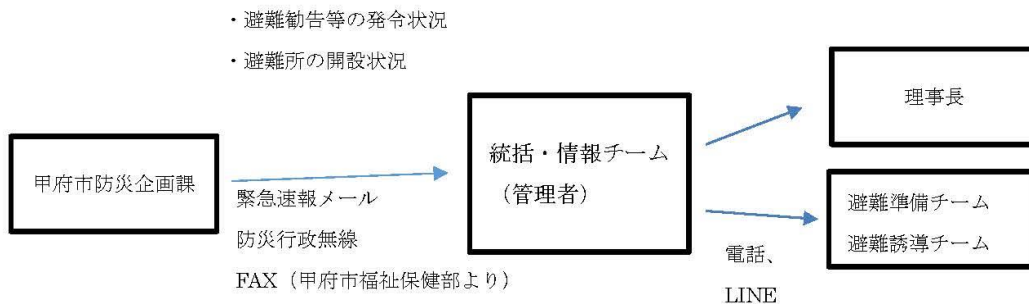 ・避難勧告等の発令状況
・避難所の開設状況
甲府市防災企画課
緊急速報メール
防災行政無線
FAX（甲府市福祉保健部より）
統括・情報チーム
（管理者）
電話、
LINE
理事長
避難準備チーム
避難誘導チーム